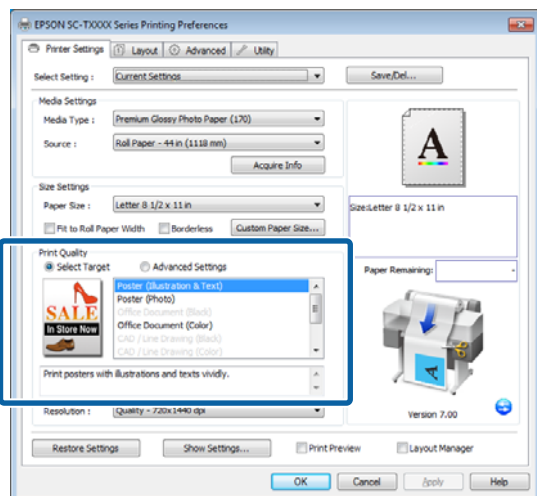 EPSON SC-TXXXX Series Printing Preferences
Printer Settings Layout Advanced Utility
Select Setting : Current Settings Save/Del...
Media Settings
Media Type : Premium Glossy Photo Paper (170)
Source : Roll Paper - 44 in (1118 mm)
Acquire Info
A
Size Settings
Paper Size : Letter 8 1/2 x 11 in
Size:Letter 8 1/2 x 11 in
Fit to Roll Paper Width Borderless Custom Paper Size...
Print Quality
Select Target Advanced Settings
Paper Remaining:
SALE
In Store Now
Poster (Illustration & Text)
Poster (Photo)
Office Document (Black)
Office Document (Color)
CAD / Line Drawing (Black)
CAD / Line Drawing (Color)
Print posters with illustrations and texts vividly.
A
Resolution : Quality - 720x1440 dpi
Version 7.00
Restore Settings Show Settings... Print Preview Layout Manager
OK Cancel Apply Help